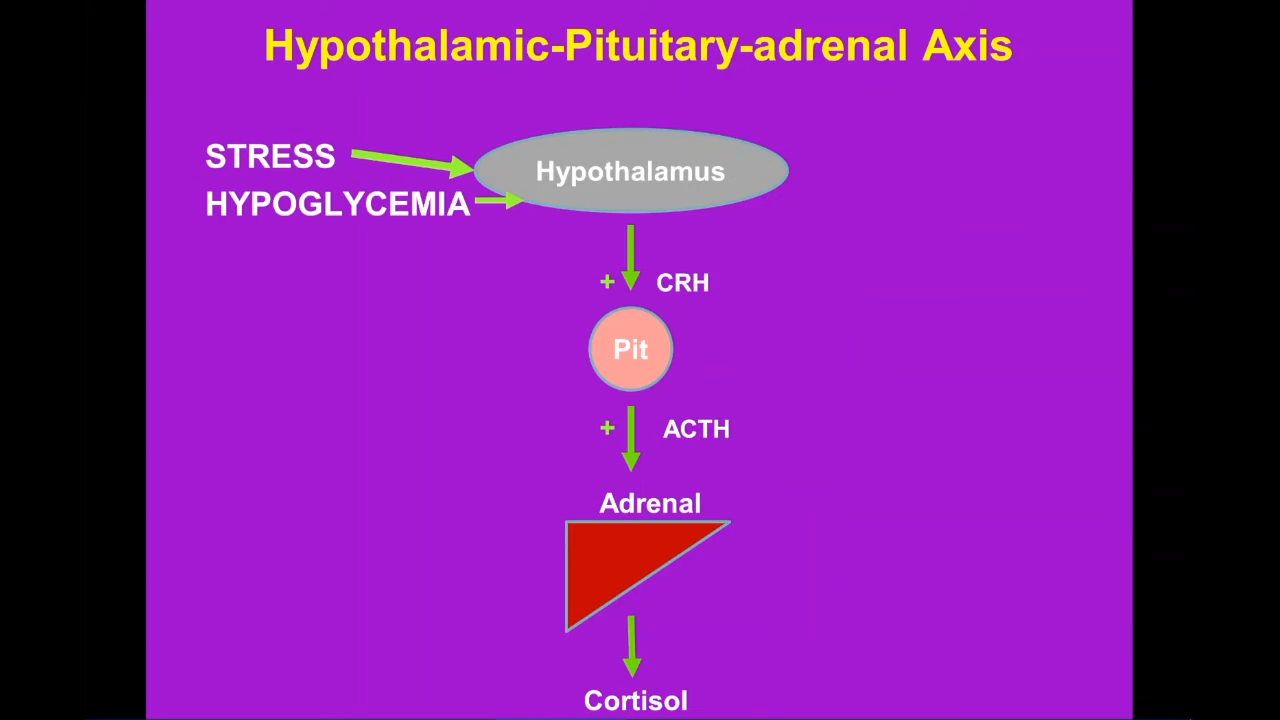 Hypothalamic-Pituitary-adrenal Axis
STRESS
HYPOGLYCEMIA
Hypothalamus
+ CRH
Pit
+ ACTH
Adrenal
Cortisol